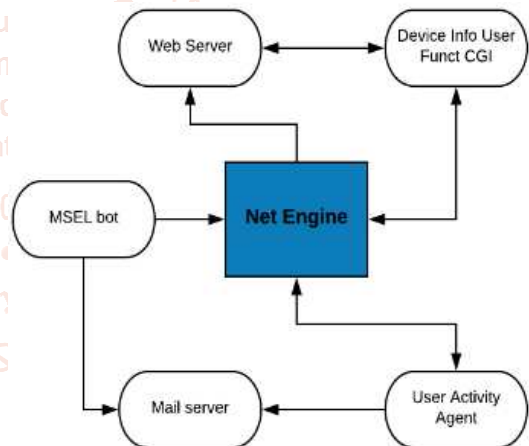 Web Server
Device Info User
Funct CGI
MSEL bot
Net Engine
Mail server
User Activity
Agent